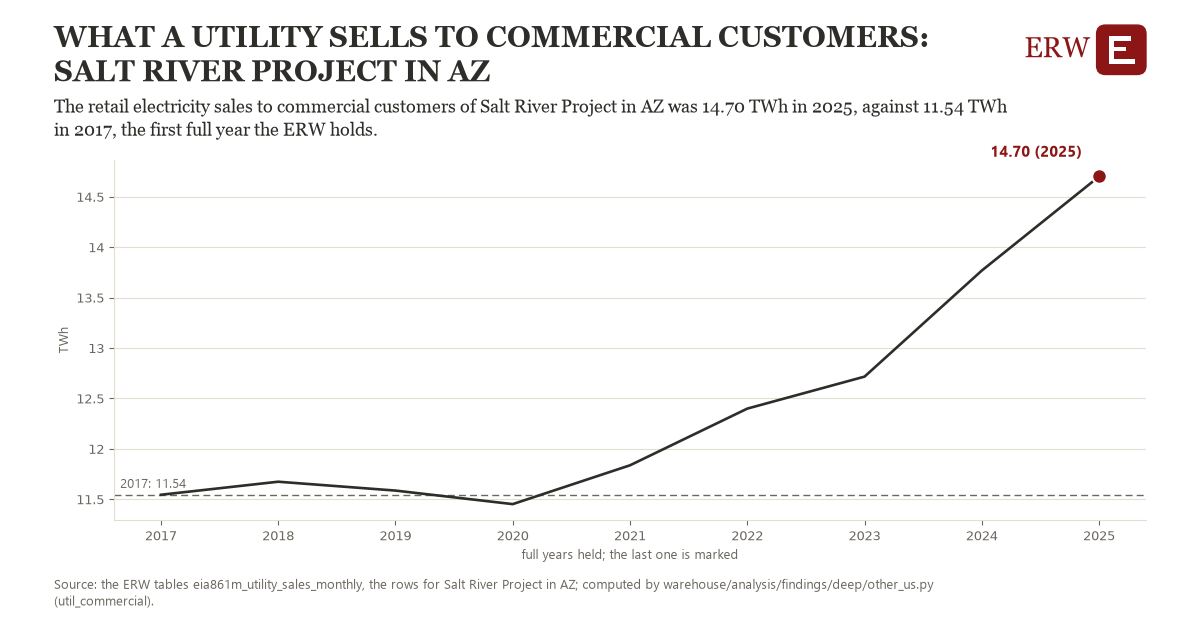 WHAT A UTILITY SELLS TO COMMERCIAL CUSTOMERS:
SALT RIVER PROJECT IN AZ
ERW E
The retail electricity sales to commercial customers of Salt River Project in AZ was 14.70 TWh in 2025, against 11.54 TWh
in 2017, the first full year the ERW holds.
14.70 (2025)
14.5
14
13.5
13
12.5
12
11.5
TWh
2017: 11.54
2017 2018 2019 2020 2021 2022 2023 2024 2025
full years held; the last one is marked
Source: the ERW tables eia861m_utility_sales_monthly, the rows for Salt River Project in AZ; computed by warehouse/analysis/findings/deep/other_us.py
(util_commercial).